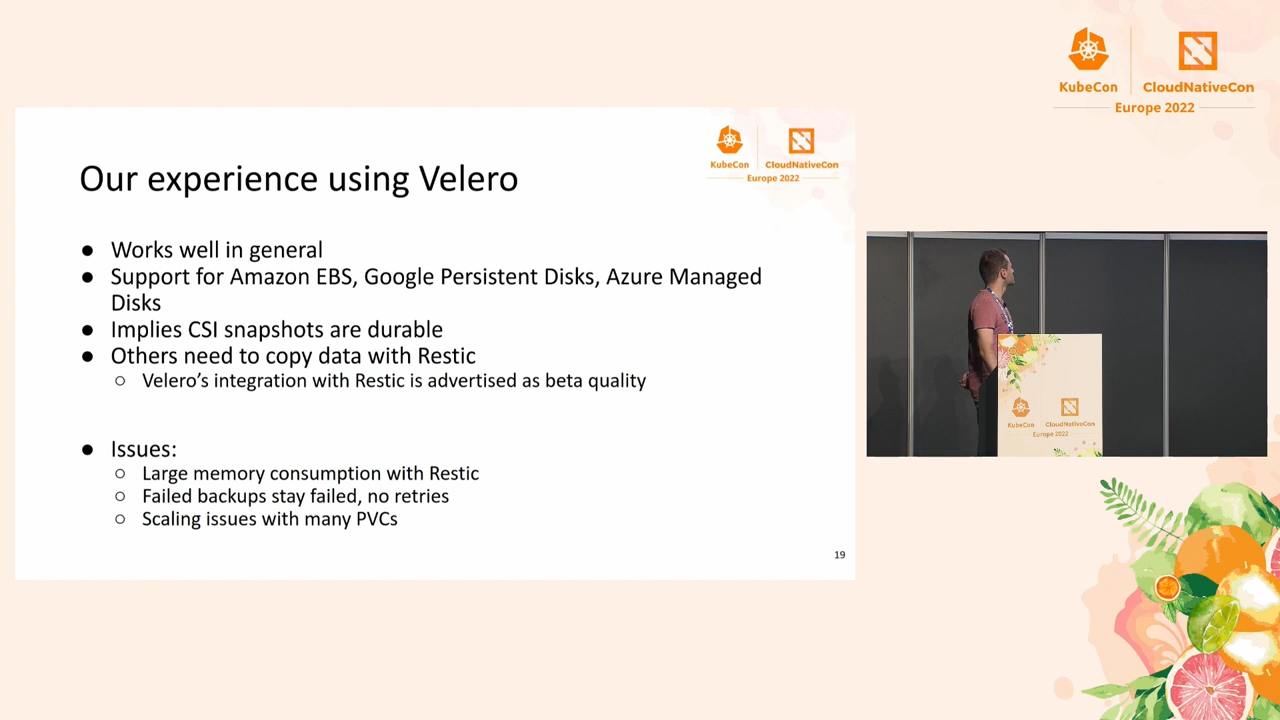 KubeCon
CloudNativeCon
Europe 2022
KubeCon
CloudNativeCon
Europe 2022
Our experience using Velero
● Works well in general
● Support for Amazon EBS, Google Persistent Disks, Azure Managed
Disks
● Implies CSI snapshots are durable
● Others need to copy data with Restic
○ Velero’s integration with Restic is advertised as beta quality
● Issues:
○ Large memory consumption with Restic
○ Failed backups stay failed, no retries
○ Scaling issues with many PVCs
19
KubeCon
CloudNativeCon
Europe 2022